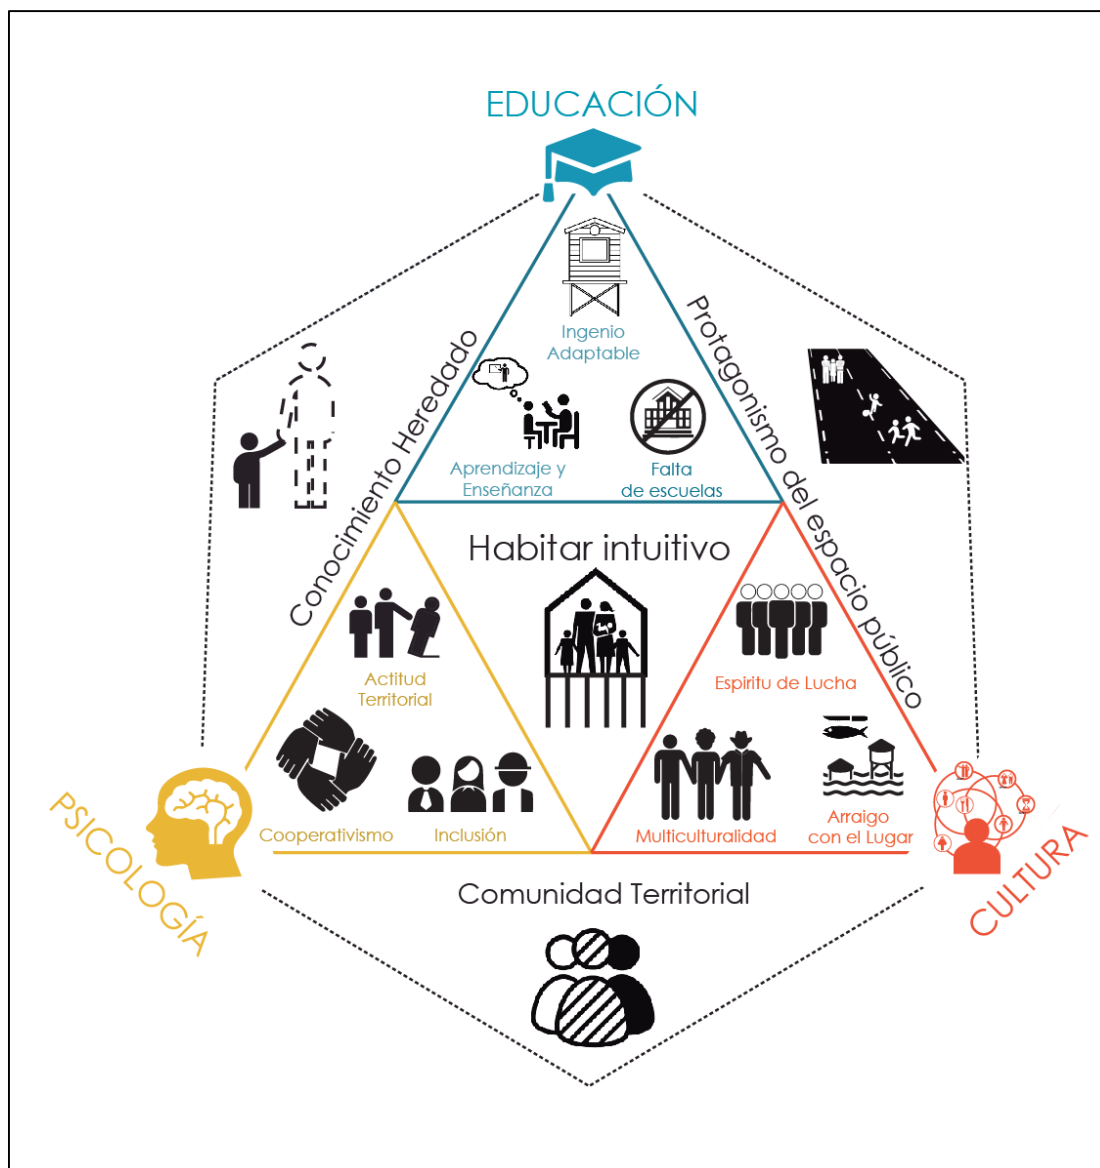 EDUCACIÓN
Ingenio
Adaptable
Conocimiento Heredado
Protagonismo del espacio público
Aprendizaje y
Enseñanza
Falta
de escuelas
Habitar intuitivo
Actitud
Territorial
Espiritu de Lucha
Cooperativismo
Inclusión
Multiculturalidad
Arraigo
con el Lugar
PSICOLOGÍA
CULTURA
Comunidad Territorial